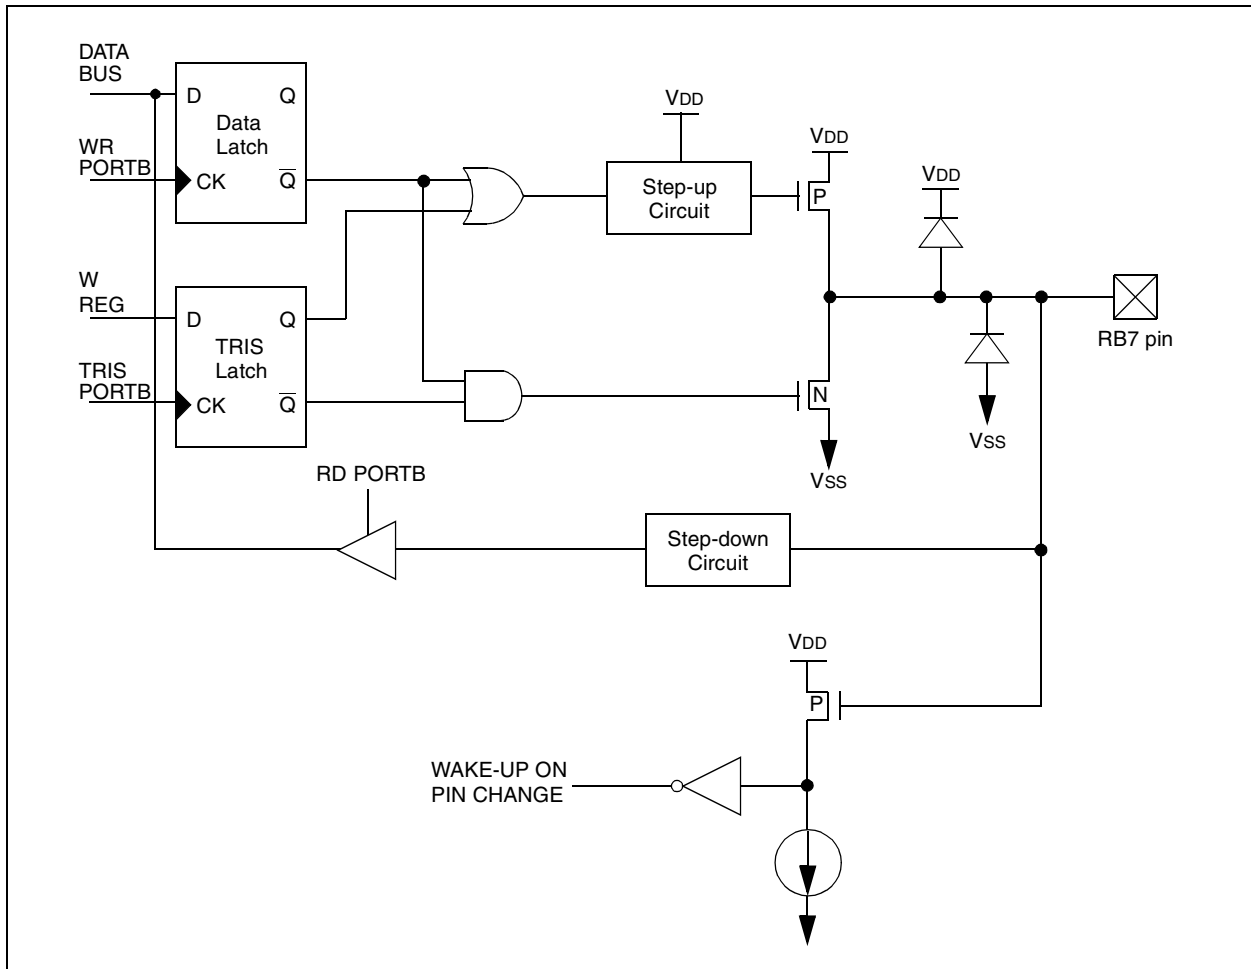 DATA
BUS
D
Q
Data
Latch
WR
PORTB
CK
Q̅
VDD
Step-up
Circuit
VDD
P
VDD
W
REG
D
Q
TRIS
Latch
TRIS
PORTB
CK
Q̅
RB7 pin
N
VSS
VSS
RD PORTB
Step-down
Circuit
VDD
P
WAKE-UP ON
PIN CHANGE